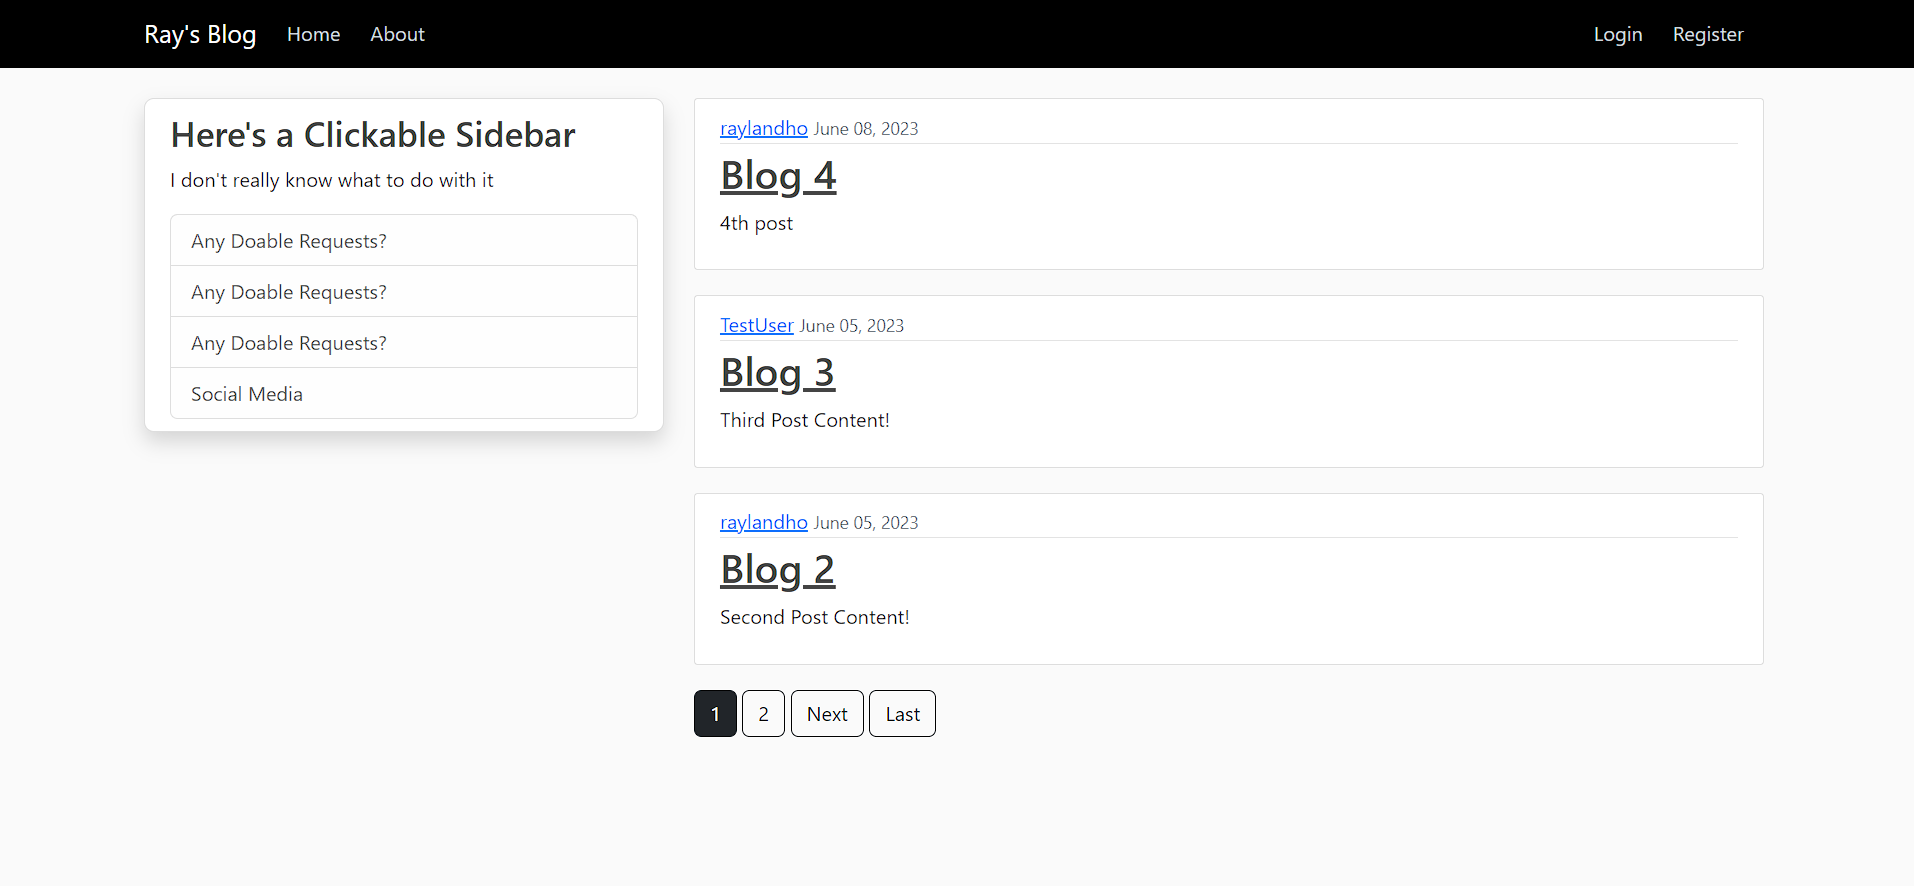 Ray's Blog Home About Login Register
Here's a Clickable Sidebar
I don't really know what to do with it
Any Doable Requests?
Any Doable Requests?
Any Doable Requests?
Social Media
raylandho June 08, 2023
Blog 4
4th post
TestUser June 05, 2023
Blog 3
Third Post Content!
raylandho June 05, 2023
Blog 2
Second Post Content!
1 2 Next Last